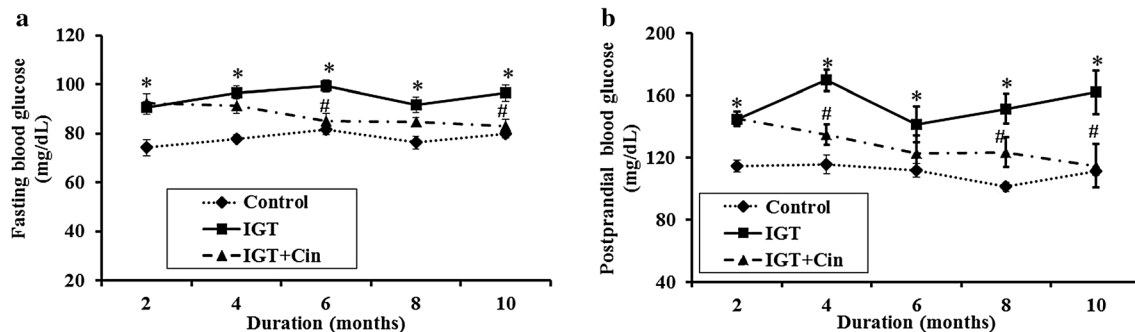 a
Fasting blood glucose
(mg/dL)
120
100
80
60
40
20
* * * * *
# #
Control
IGT
IGT+Cin
2 4 6 8 10
Duration (months)
b
Postprandial blood glucose
(mg/dL)
200
160
120
80
40
* * * * *
# # #
Control
IGT
IGT+Cin
2 4 6 8 10
Duration (months)